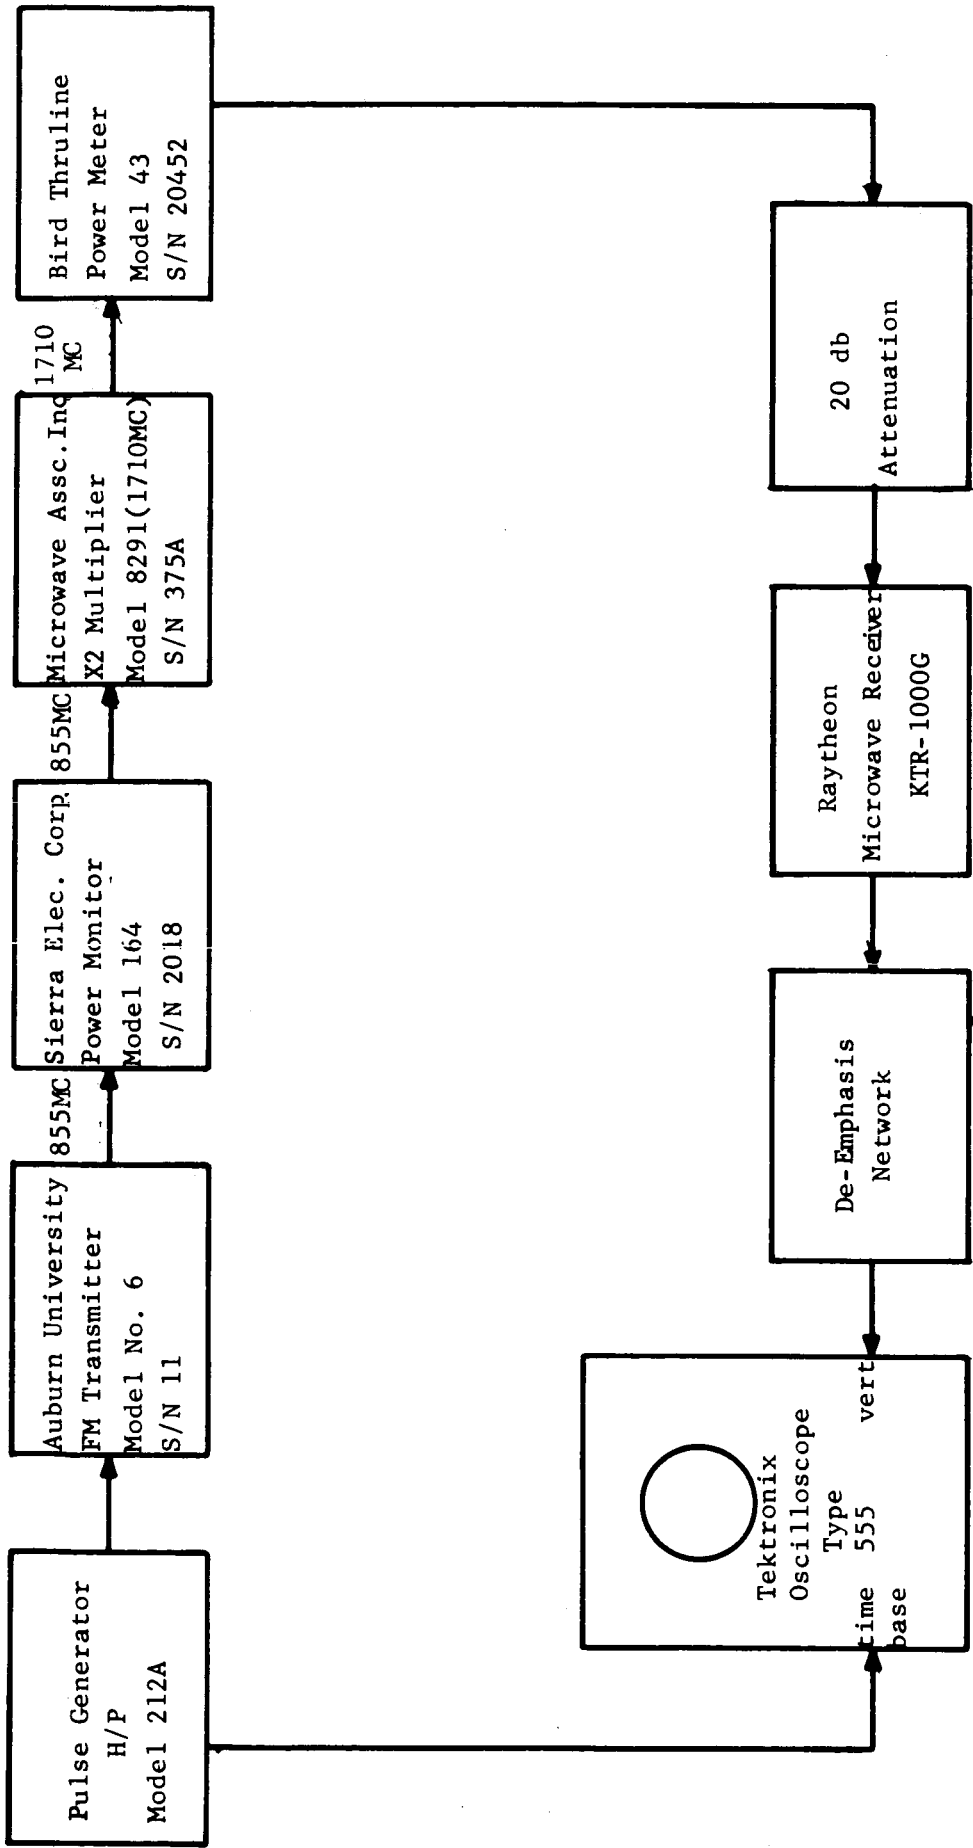 Pulse Generator
H/P
Model 212A
Auburn University
FM Transmitter
Model No. 6
S/N 11
855MC
Sierra Elec. Corp.
Power Monitor
Model 164
S/N 2018
855MC
Microwave Assc.Inc
X2 Multiplier
Model 8291(1710MC)
S/N 375A
1710
MC
Bird Thruline
Power Meter
Model 43
S/N 20452
20 db
Attenuation
Raytheon
Microwave Receiver
KTR-1000G
De-Emphasis
Network
Tektronix
Oscilloscope
Type
time 555 vert
base